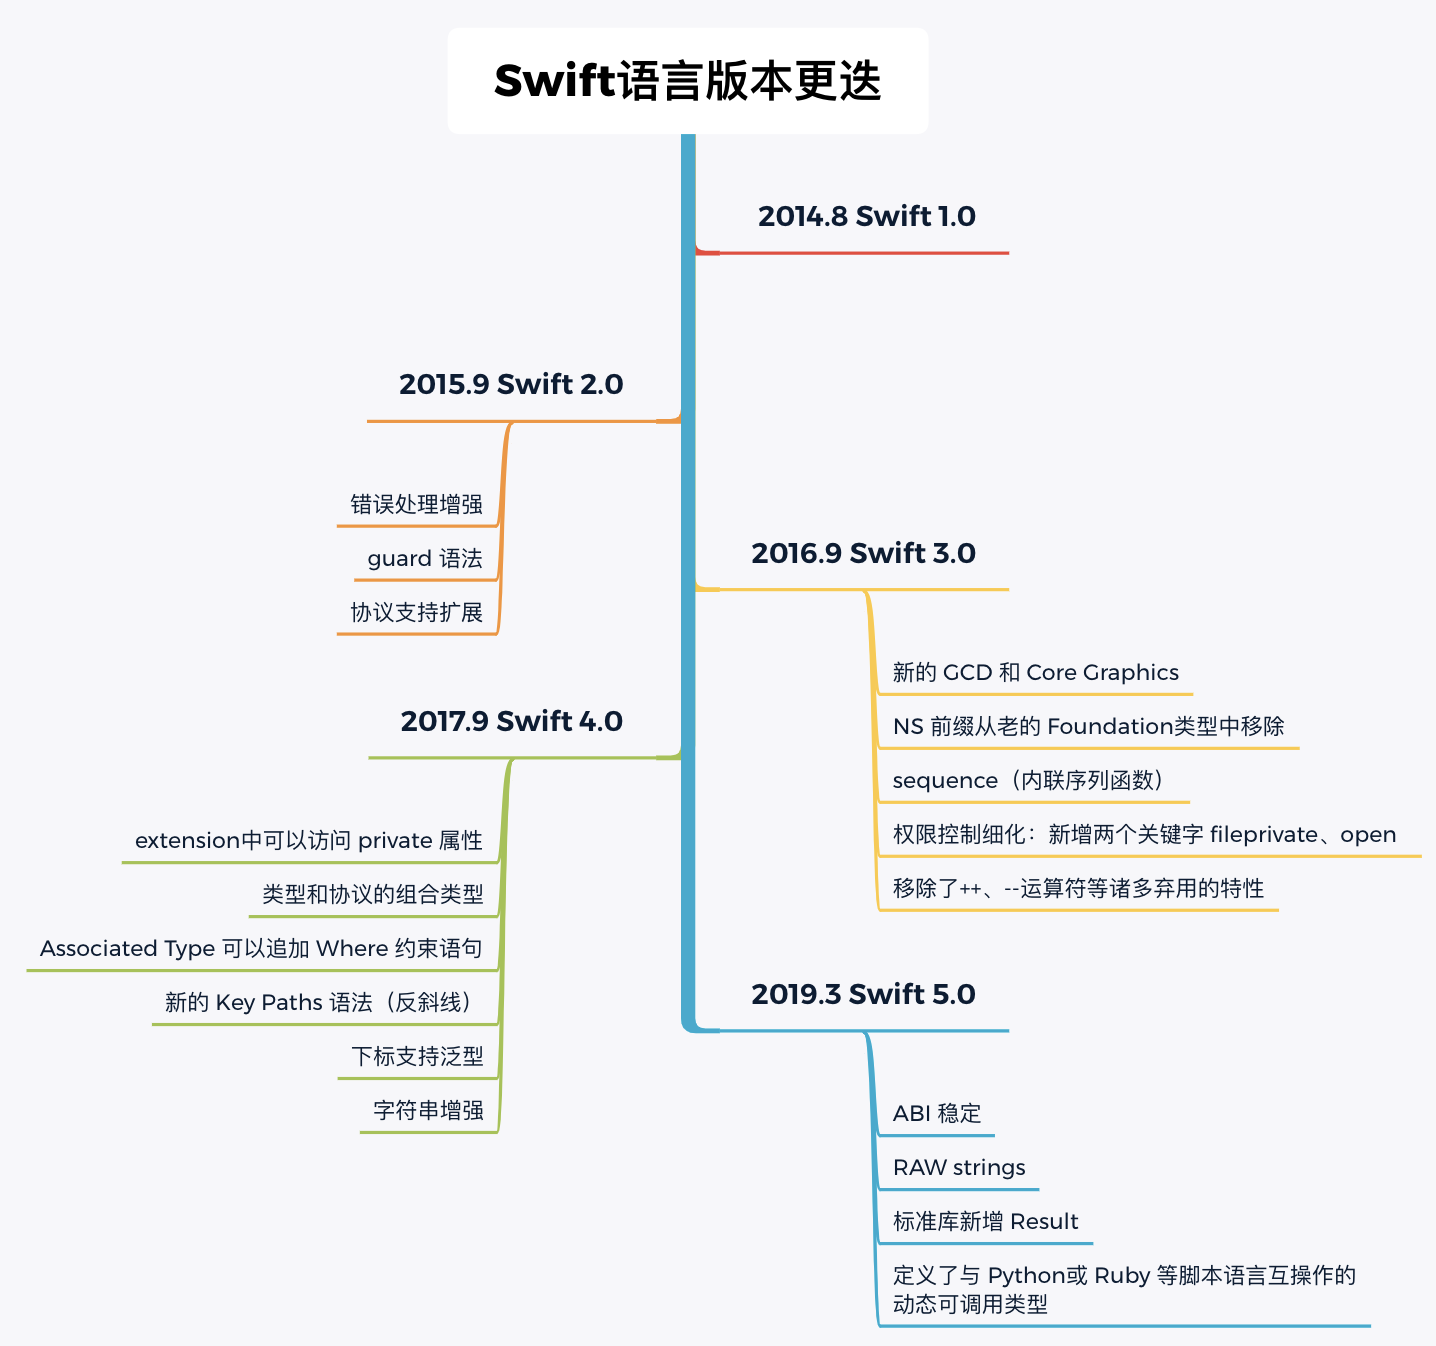 Swift语言版本更迭
2014.8 Swift 1.0
2015.9 Swift 2.0
错误处理增强
guard 语法
协议支持扩展
2016.9 Swift 3.0
新的 GCD 和 Core Graphics
NS 前缀从老的 Foundation类型中移除
sequence（内联序列函数）
权限控制细化：新增两个关键字 fileprivate、open
移除了++、--运算符等诸多弃用的特性
2017.9 Swift 4.0
extension中可以访问 private 属性
类型和协议的组合类型
Associated Type 可以追加 Where 约束语句
新的 Key Paths 语法（反斜线）
下标支持泛型
字符串增强
2019.3 Swift 5.0
ABI 稳定
RAW strings
标准库新增 Result
定义了与 Python或 Ruby 等脚本语言互操作的
动态可调用类型